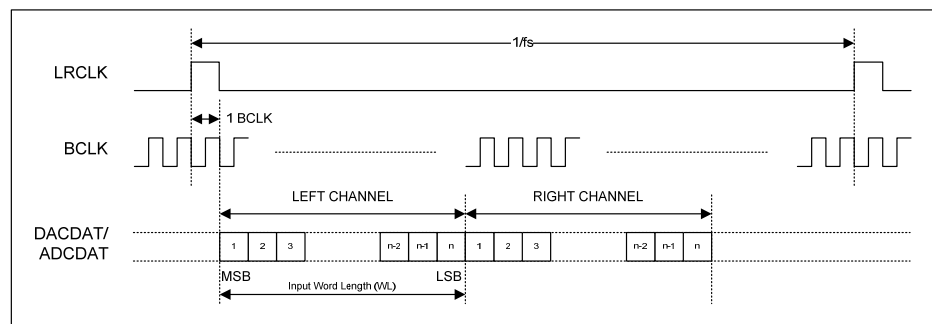 1/fs
LRCLK
1 BCLK
BCLK
LEFT CHANNEL RIGHT CHANNEL
DACDAT/
ADCDAT
1 2 3 n-2 n-1 n 1 2 3 n-2 n-1 n
MSB LSB
Input Word Length (WL)